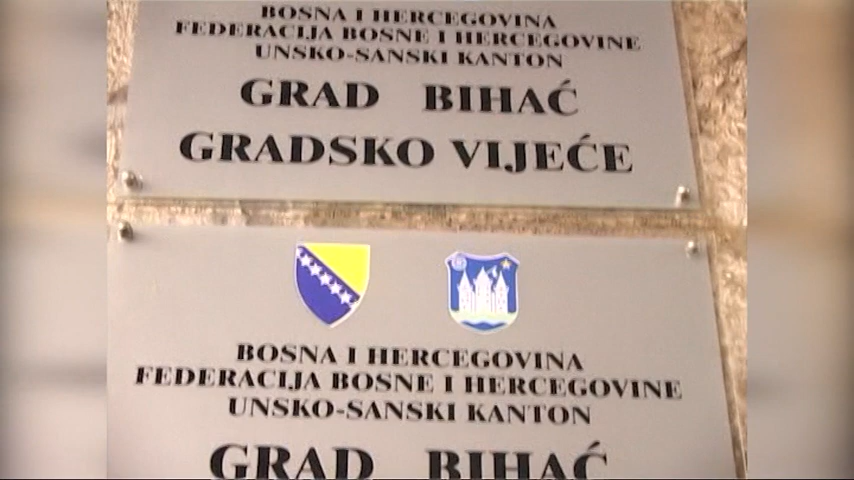 BOSNA I HERCEGOVINA
FEDERACIJA BOSNE I HERCEGOVINE
UNSKO-SANSKI KANTON
GRAD BIHAĆ
GRADSKO VIJEĆE
BOSNA I HERCEGOVINA
FEDERACIJA BOSNE I HERCEGOVINE
UNSKO-SANSKI KANTON
GRAD BIHAĆ